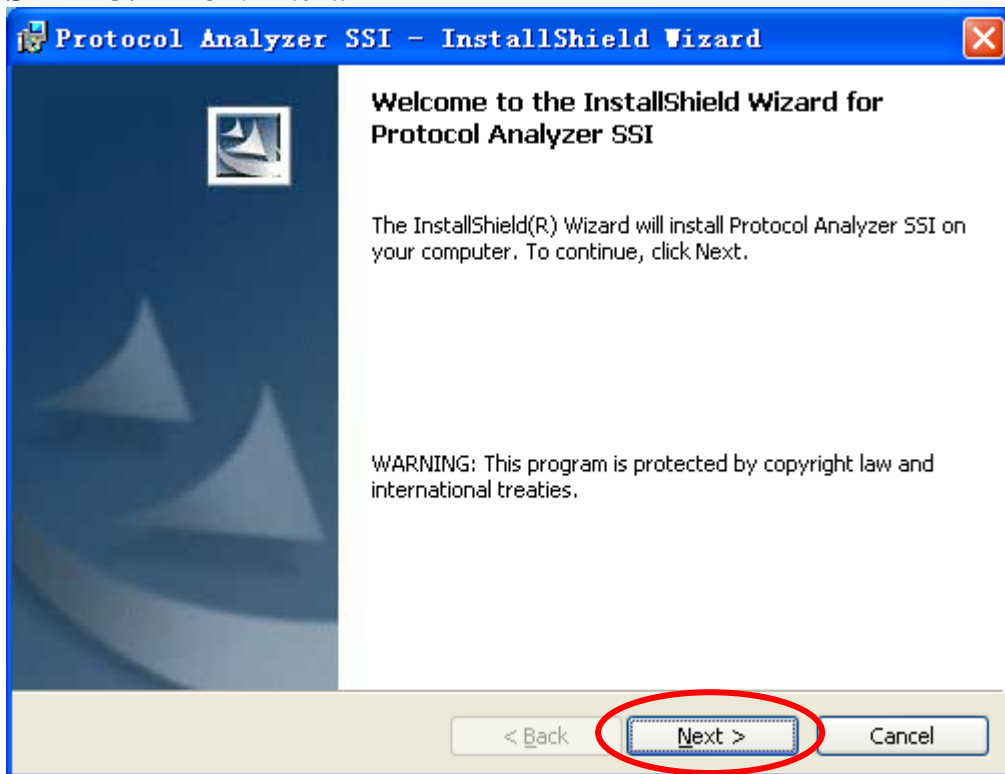 Protocol Analyzer SSI - InstallShield Wizard
Welcome to the InstallShield Wizard for
Protocol Analyzer SSI
The InstallShield(R) Wizard will install Protocol Analyzer SSI on
your computer. To continue, click Next.
WARNING: This program is protected by copyright law and
international treaties.
< Back Next > Cancel